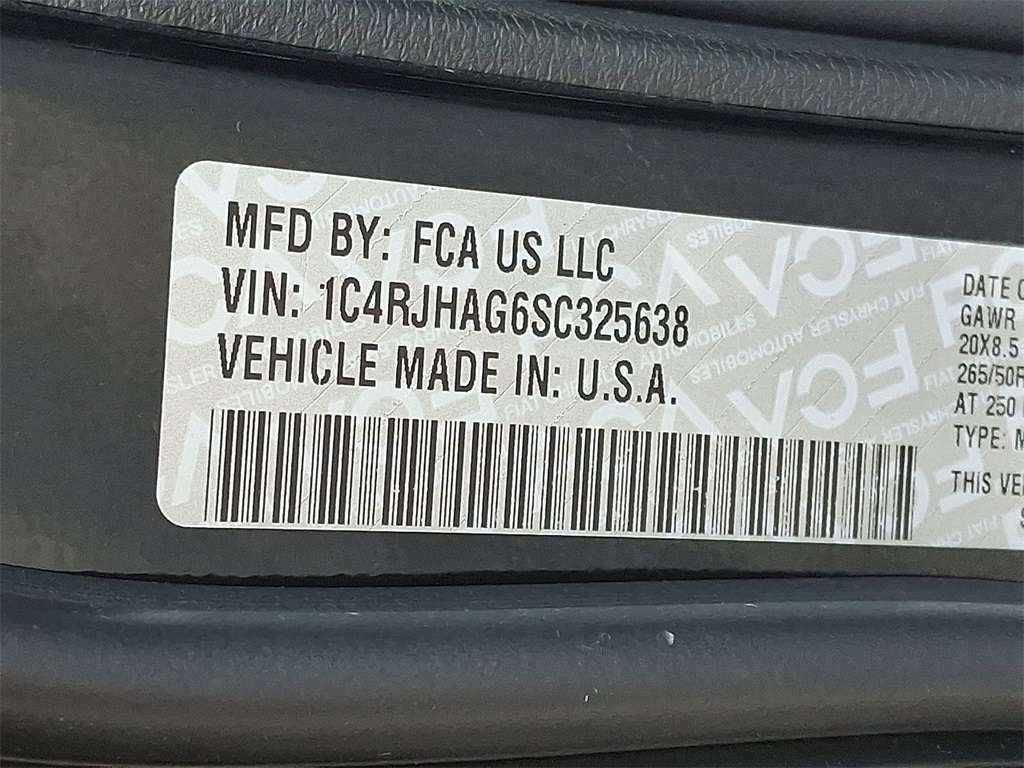 MFD BY: FCA US LLC
VIN: 1C4RJHAG6SC325638
VEHICLE MADE IN: U.S.A.
DATE
GAWR
20X8.5
265/50R
AT 250
TYPE:
THIS